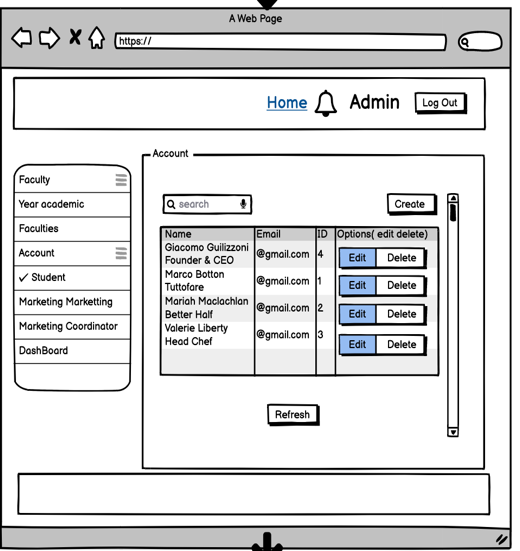 A Web Page
https://
Home Admin Log Out
Faculty
Year academic
Faculties
Account
✓ Student
Marketing Marketting
Marketing Coordinator
DashBoard
Account
search
Create
Name Email ID Options( edit delete)
Giacomo Guilizzoni
Founder & CEO @gmail.com 4 Edit Delete
Marco Botton
Tuttofare @gmail.com 1 Edit Delete
Mariah Maclachlan
Better Half @gmail.com 2 Edit Delete
Valerie Liberty
Head Chef @gmail.com 3 Edit Delete
Refresh